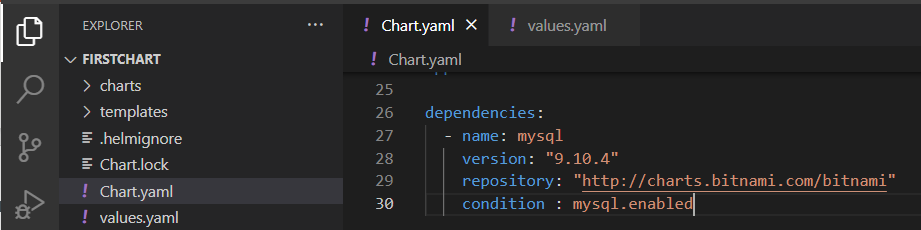 EXPLORER
FIRSTCHART
charts
templates
.helmignore
Chart.lock
! Chart.yaml
! values.yaml
! Chart.yaml
! values.yaml
! Chart.yaml
25
26 dependencies:
27 - name: mysql
28 version: "9.10.4"
29 repository: "http://charts.bitnami.com/bitnami"
30 condition : mysql.enabled